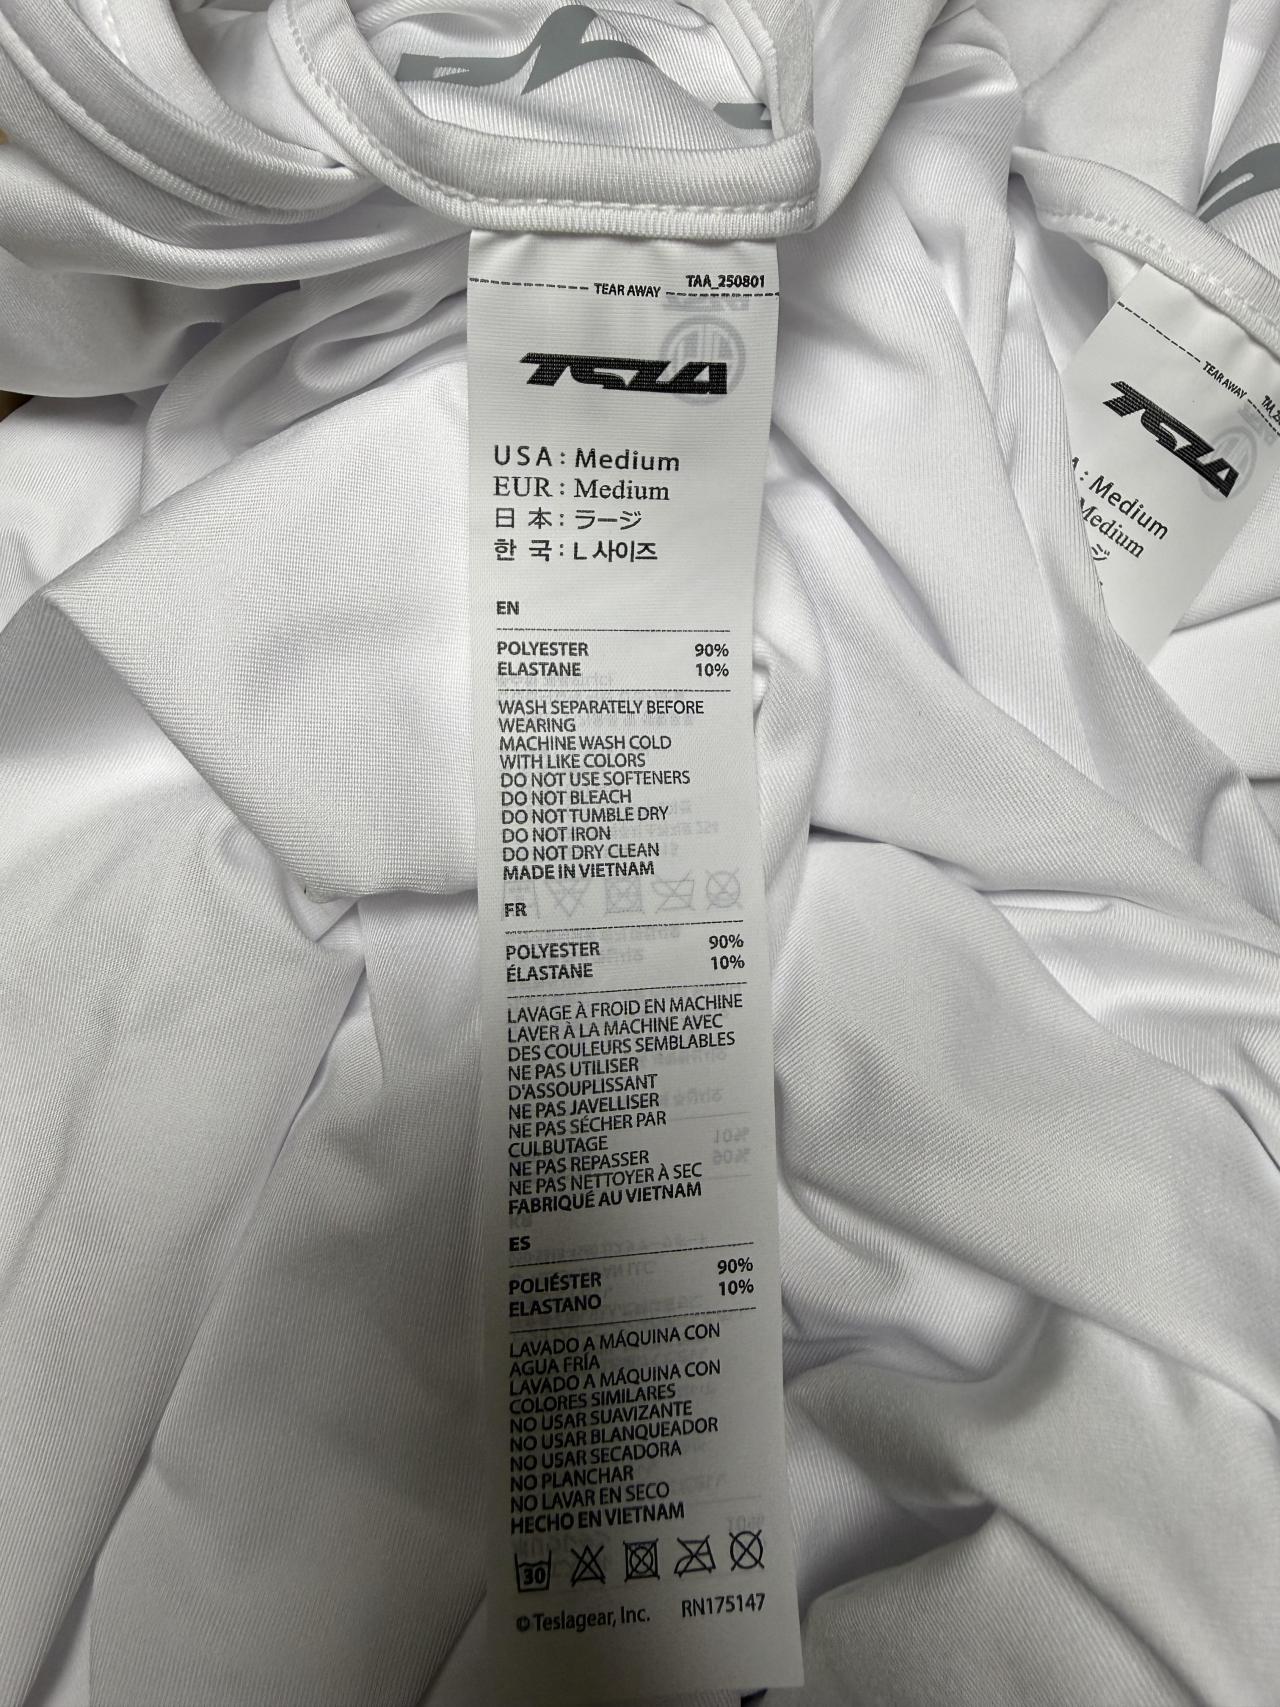 TAA_250801
TEAR AWAY
TSLA
USA : Medium
EUR : Medium
日 本 : ラージ
한 국 : L 사이즈
EN
POLYESTER 90%
ELASTANE 10%
WASH SEPARATELY BEFORE
WEARING
MACHINE WASH COLD
WITH LIKE COLORS
DO NOT USE SOFTENERS
DO NOT BLEACH
DO NOT TUMBLE DRY
DO NOT IRON
DO NOT DRY CLEAN
MADE IN VIETNAM
FR
POLYESTER 90%
ÉLASTANE 10%
LAVAGE À FROID EN MACHINE
LAVER À LA MACHINE AVEC
DES COULEURS SEMBLABLES
NE PAS UTILISER
D'ASSOUPLISSANT
NE PAS JAVELLISER
NE PAS SÉCHER PAR
CULBUTAGE
NE PAS REPASSER
NE PAS NETTOYER À SEC
FABRIQUÉ AU VIETNAM
ES
POLIÉSTER 90%
ELASTANO 10%
LAVADO A MÁQUINA CON
AGUA FRÍA
LAVADO A MÁQUINA CON
COLORES SIMILARES
NO USAR SUAVIZANTE
NO USAR BLANQUEADOR
NO USAR SECADORA
NO PLANCHAR
NO LAVAR EN SECO
HECHO EN VIETNAM
30
© Teslagear, Inc. RN175147
TEAR AWAY
TSLA
: Medium
Medium
ジ